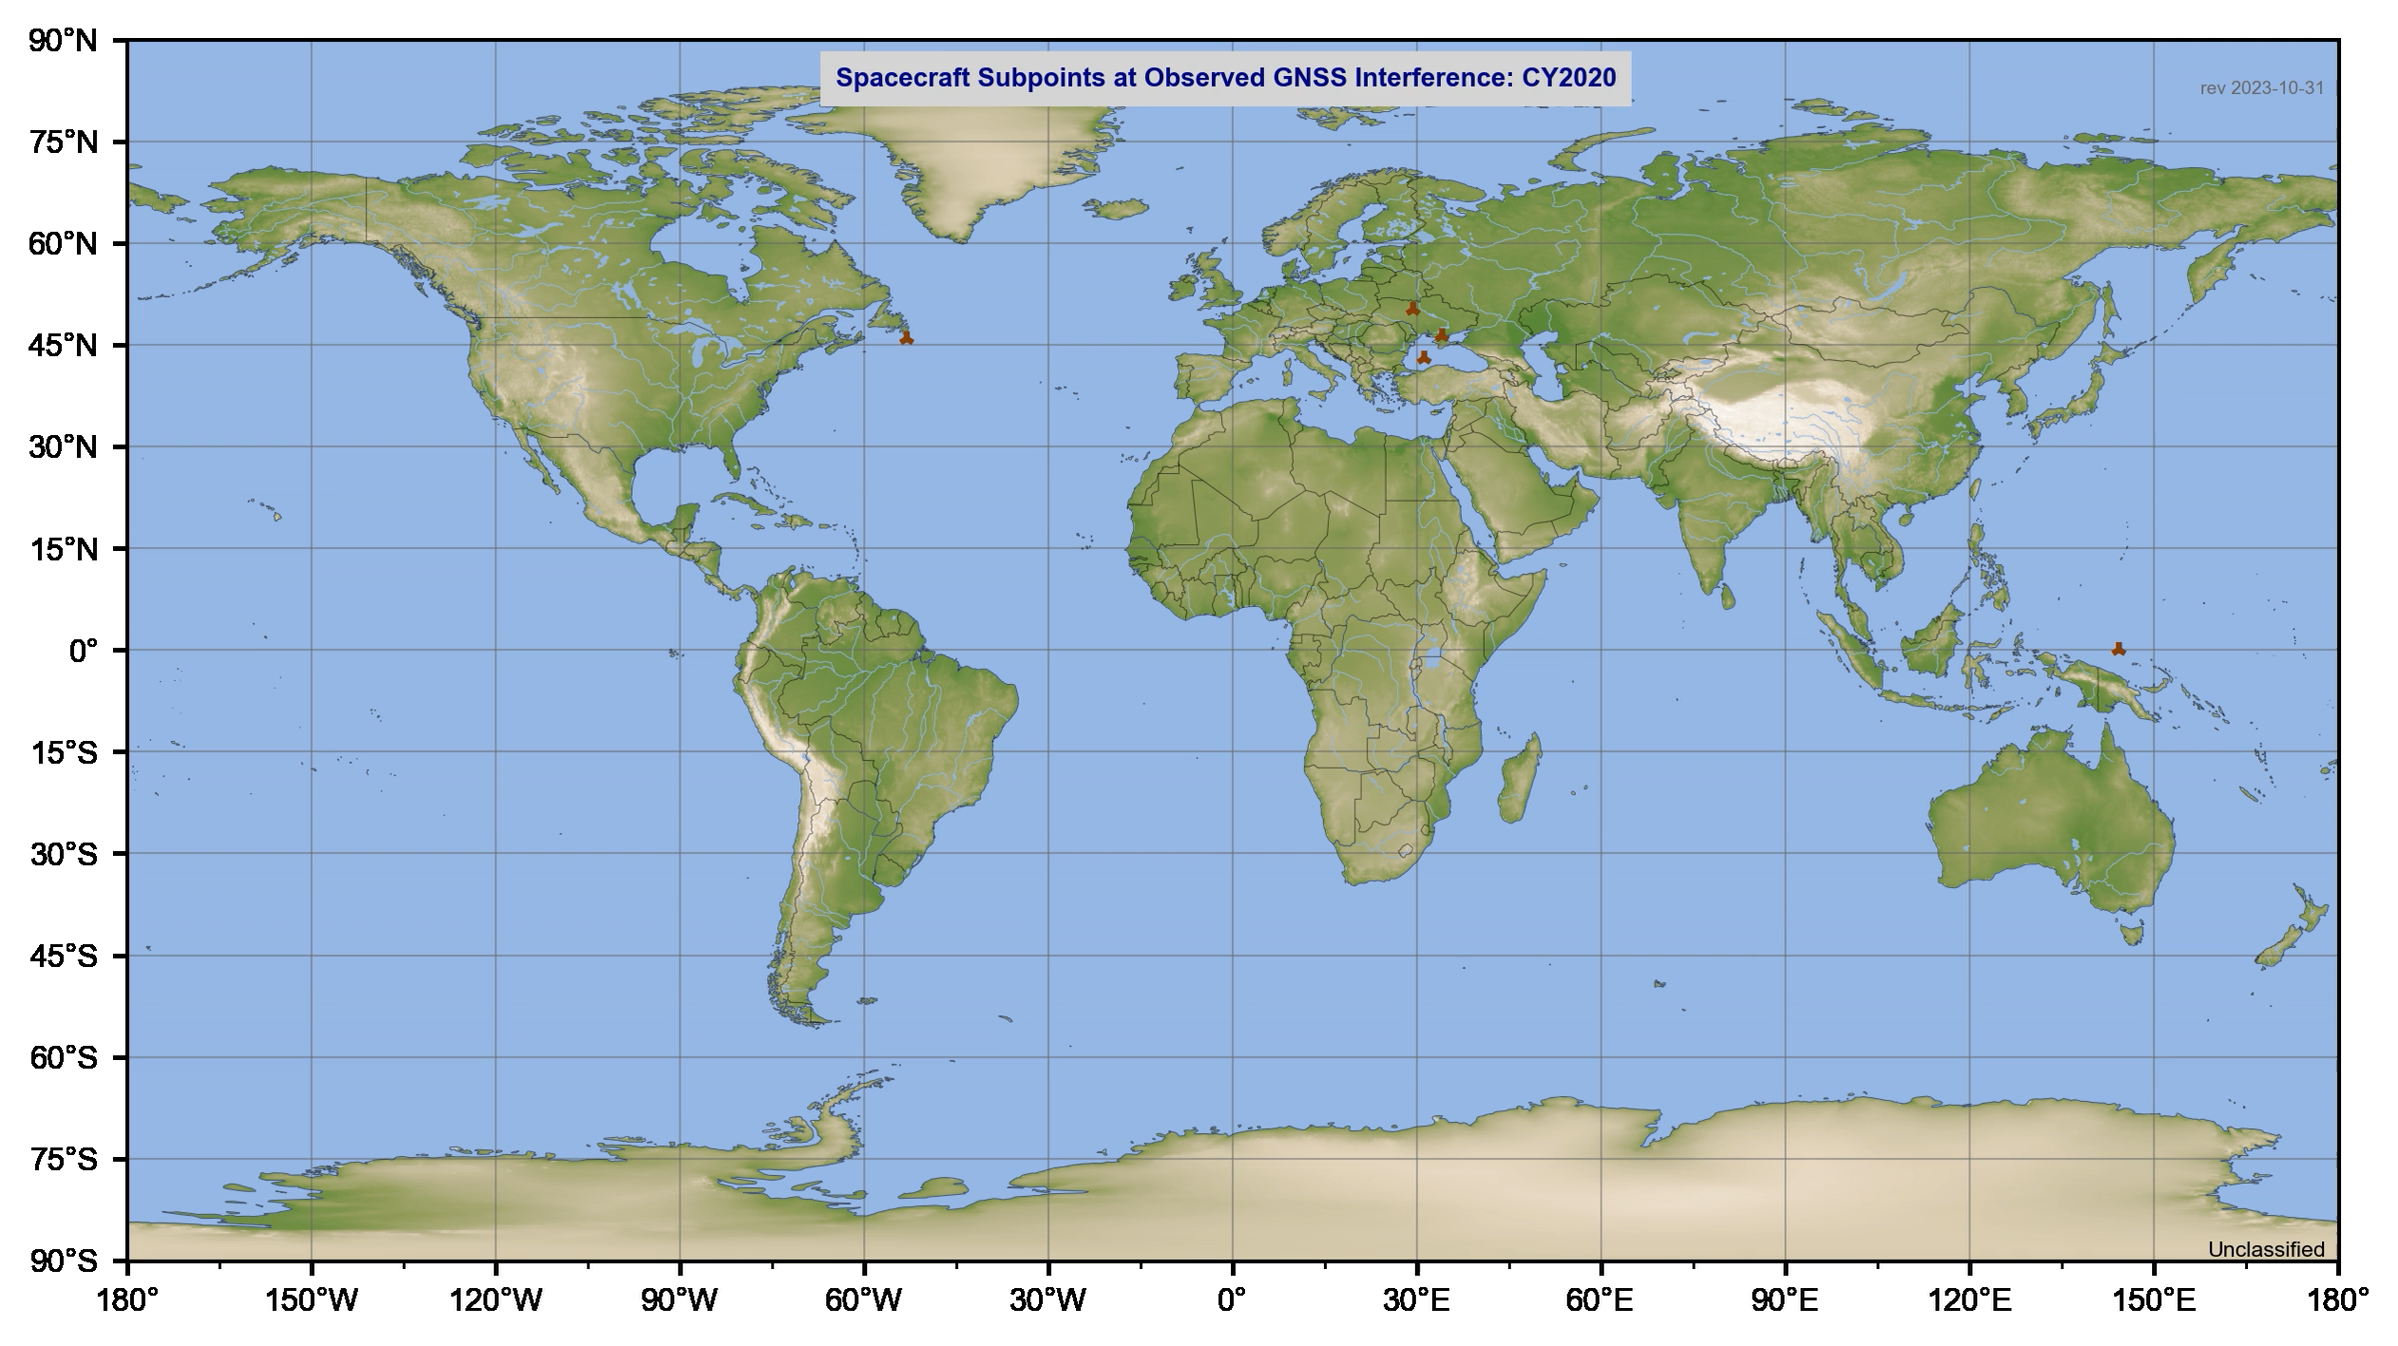 Spacecraft Subpoints at Observed GNSS Interference: CY2020
rev 2023-10-31
90°N
75°N
60°N
45°N
30°N
15°N
0°
15°S
30°S
45°S
60°S
75°S
90°S
Unclassified
180° 150°W 120°W 90°W 60°W 30°W 0° 30°E 60°E 90°E 120°E 150°E 180°